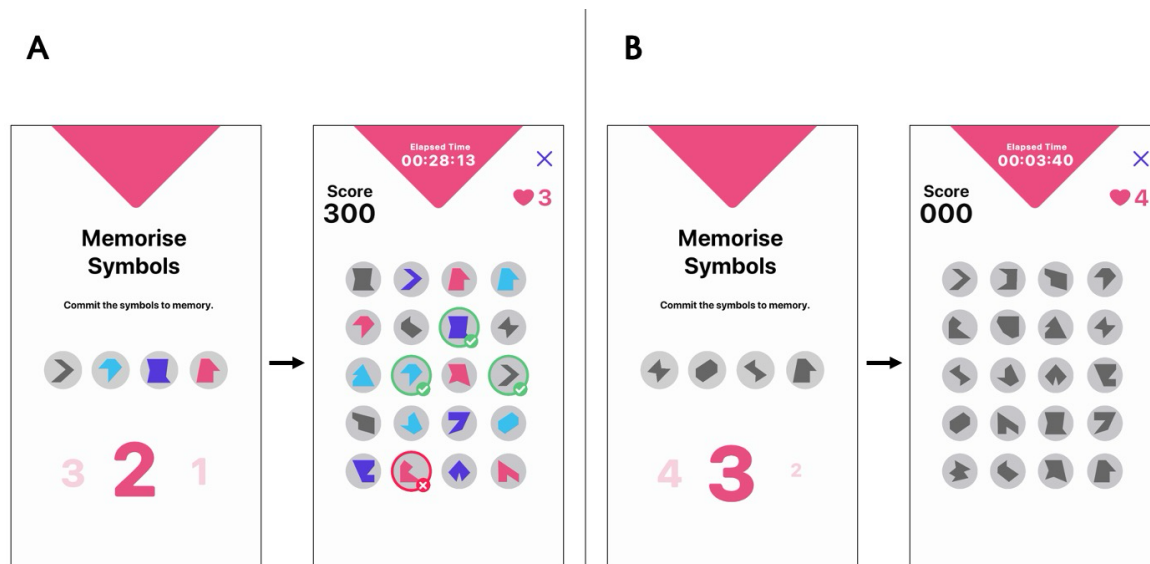 A
Memorise
Symbols
Commit the symbols to memory.
3 2 1
Elapsed Time
00:28:13
3
Score
300
B
Memorise
Symbols
Commit the symbols to memory.
4 3 2
Elapsed Time
00:03:40
4
Score
000